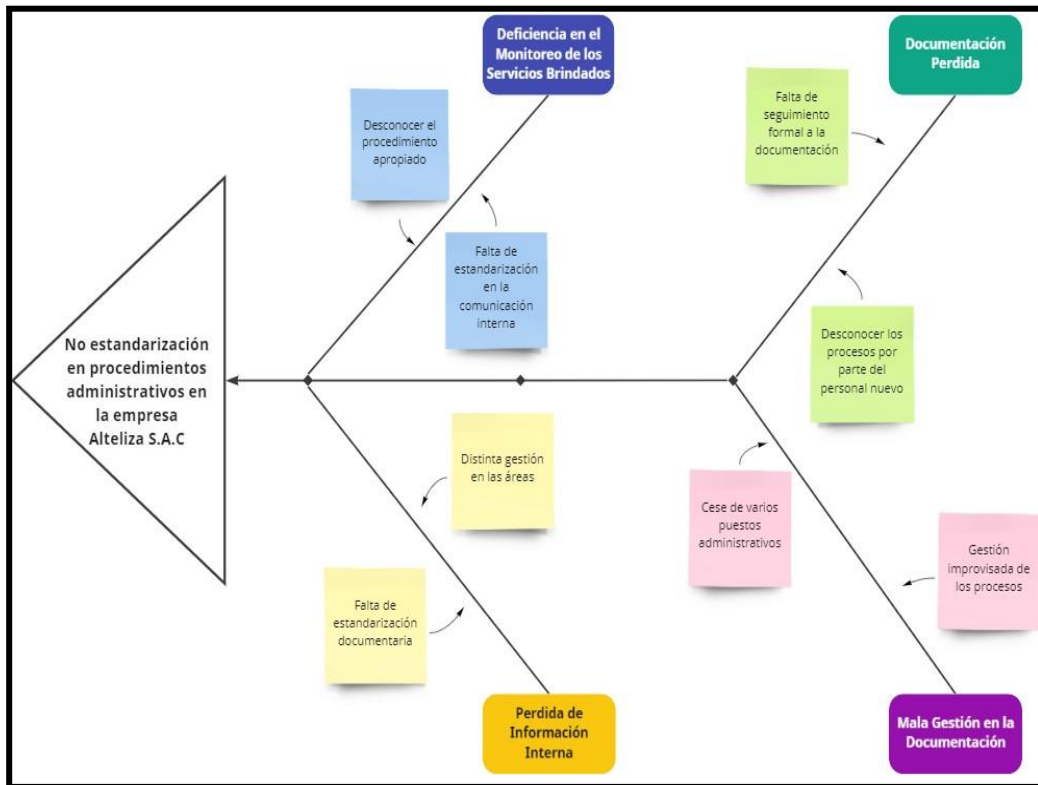 Deficiencia en el
Monitoreo de los
Servicios Brindados
Documentación
Perdida
Desconocer el
procedimiento
apropiado
Falta de
estandarización
en la
comunicación
interna
Falta de
seguimiento
formal a la
documentación
Desconocer los
procesos por
parte del
personal nuevo
No estandarización
en procedimientos
administrativos en
la empresa
Alteliza S.A.C
Distinta gestión
en las áreas
Falta de
estandarización
documentaria
Cese de varios
puestos
administrativos
Gestión
improvisada de
los procesos
Perdida de
Información
Interna
Mala Gestión en la
Documentación